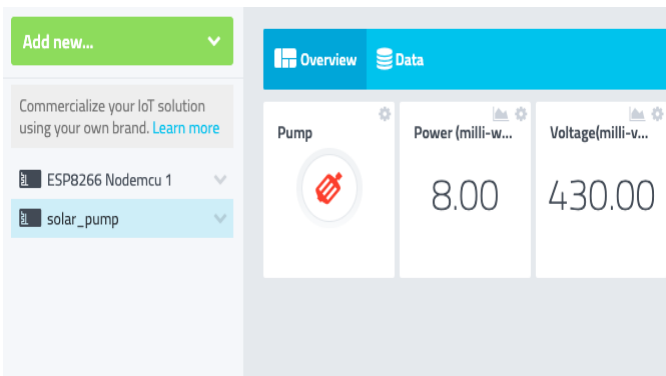 Add new...
Overview
Data
Commercialize your IoT solution
using your own brand. Learn more
ESP8266 Nodemcu 1
solar_pump
Pump
Power (milli-w...
Voltage(milli-v...
8.00
430.00